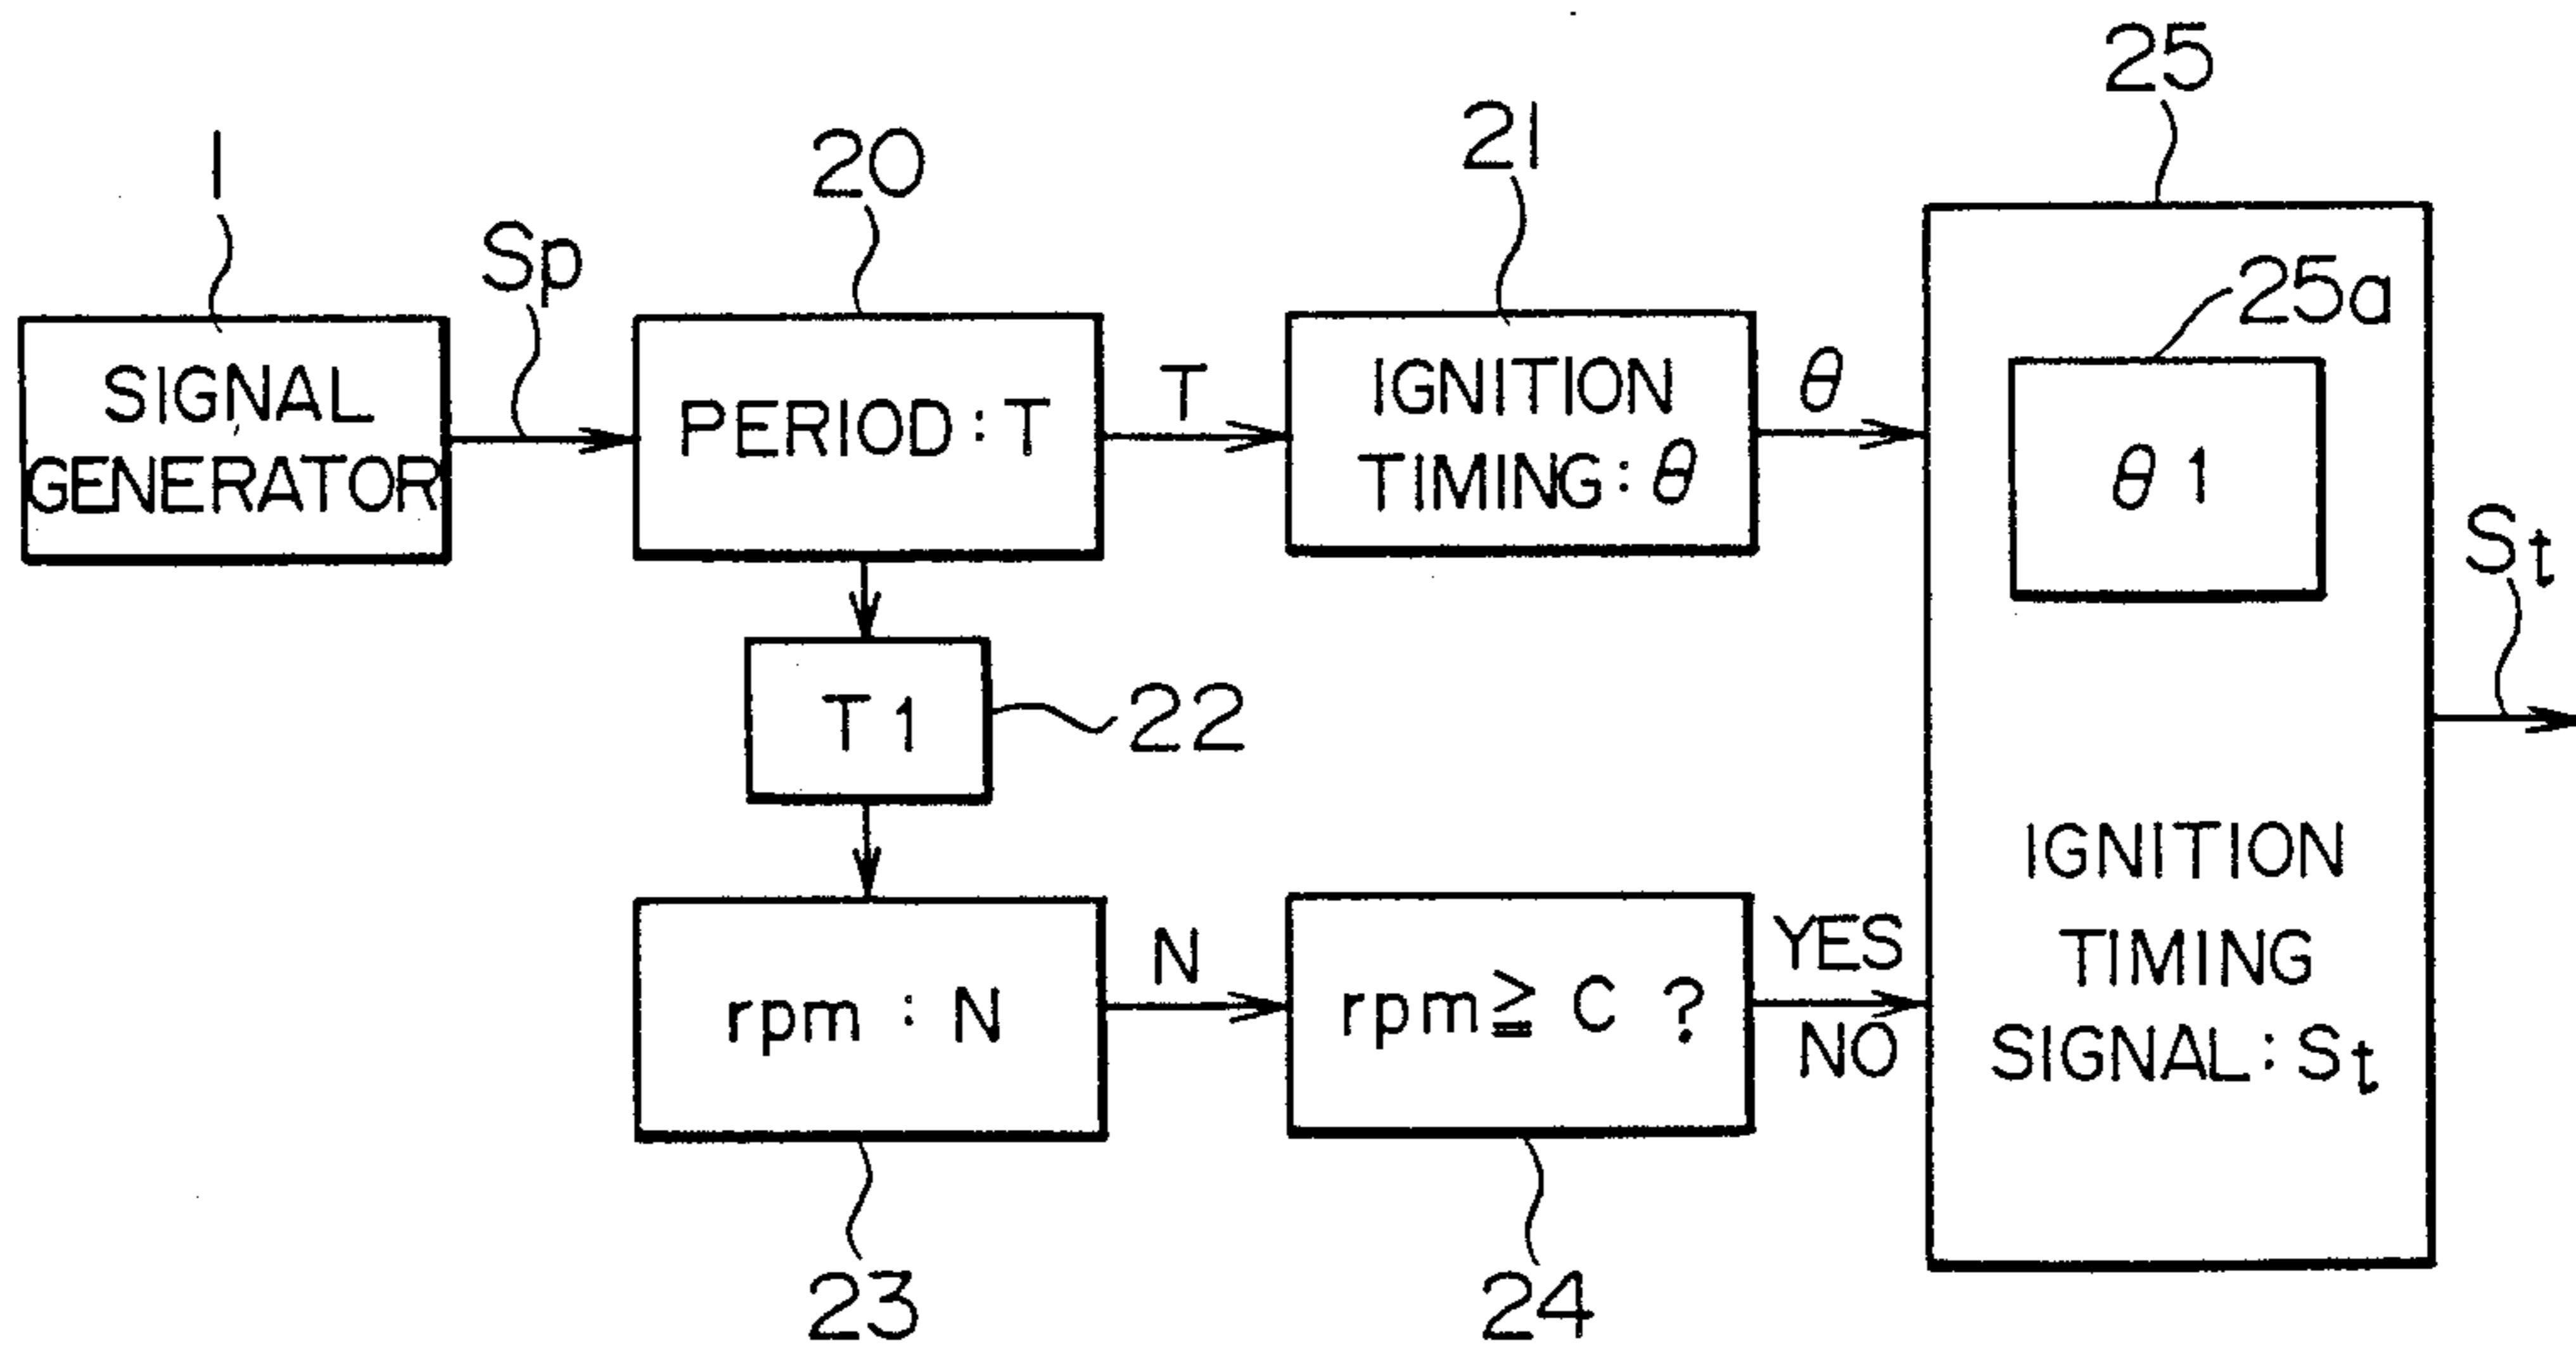 1
SIGNAL
GENERATOR
Sp
20
PERIOD : T
T
21
IGNITION
TIMING : θ
θ
25
25a
θ 1
IGNITION
TIMING
SIGNAL : St
St
T 1
22
rpm : N
23
N
rpm ≧ C ?
24
YES
NO